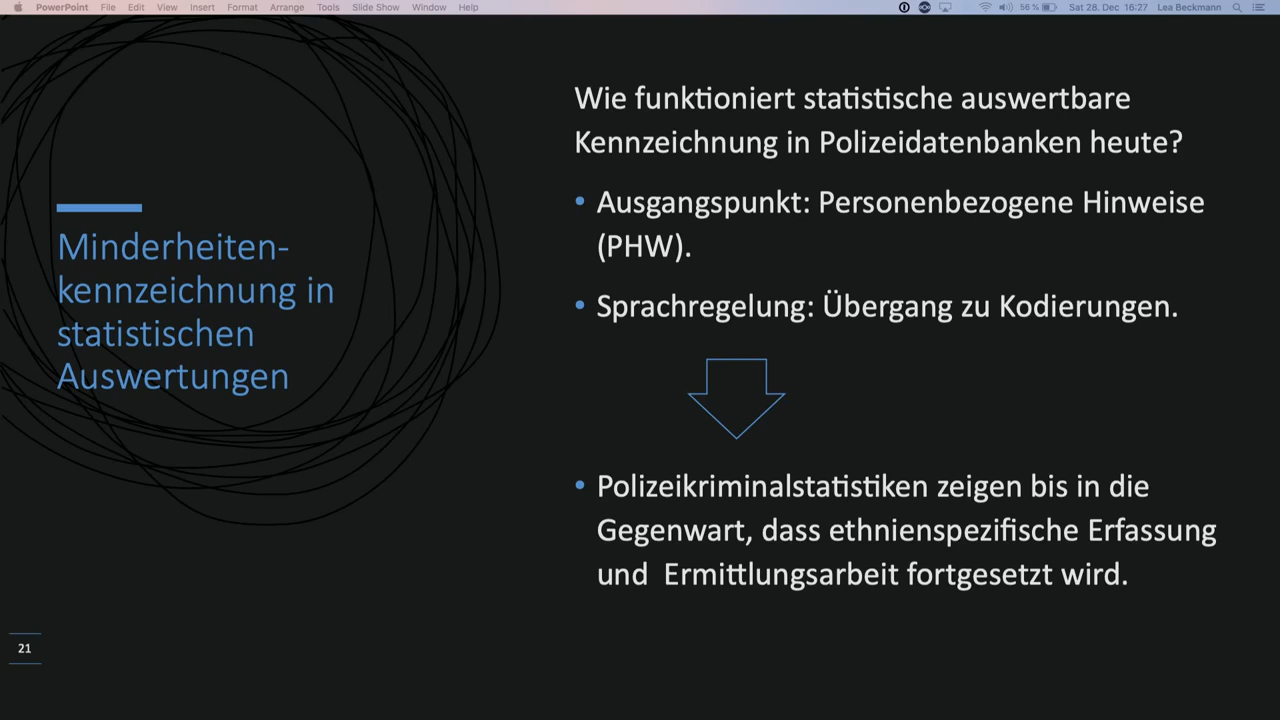 PowerPoint File Edit View Insert Format Arrange Tools Slide Show Window Help 56 % Sat 28. Dec 16:27 Lea Beckmann
Minderheiten-
kennzeichnung in
statistischen
Auswertungen
Wie funktioniert statistische auswertbare
Kennzeichnung in Polizeidatenbanken heute?
• Ausgangspunkt: Personenbezogene Hinweise
(PHW).
• Sprachregelung: Übergang zu Kodierungen.
• Polizeikriminalstatistiken zeigen bis in die
Gegenwart, dass ethnienspezifische Erfassung
und Ermittlungsarbeit fortgesetzt wird.
21